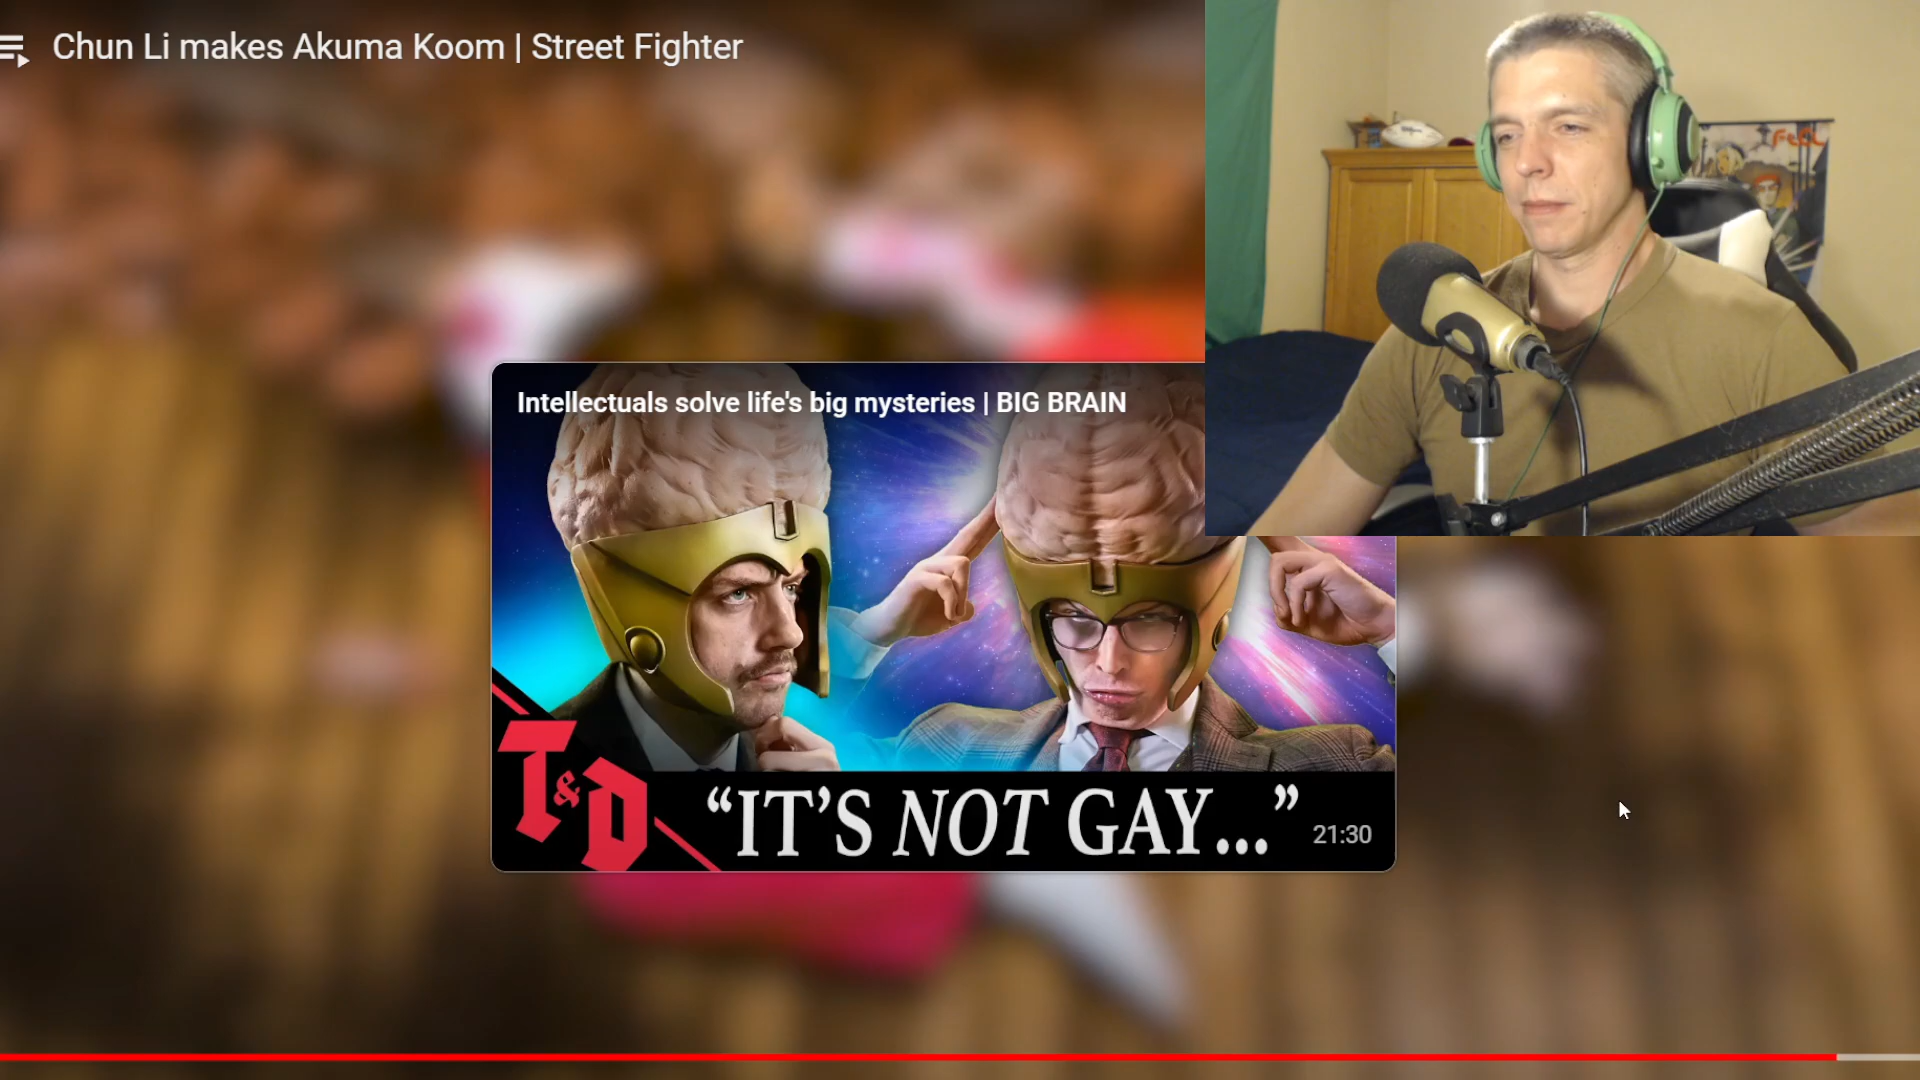 Chun Li makes Akuma Koom | Street Fighter
Intellectuals solve life's big mysteries | BIG BRAIN
T&D
“IT’S NOT GAY...”
21:30
FLCL